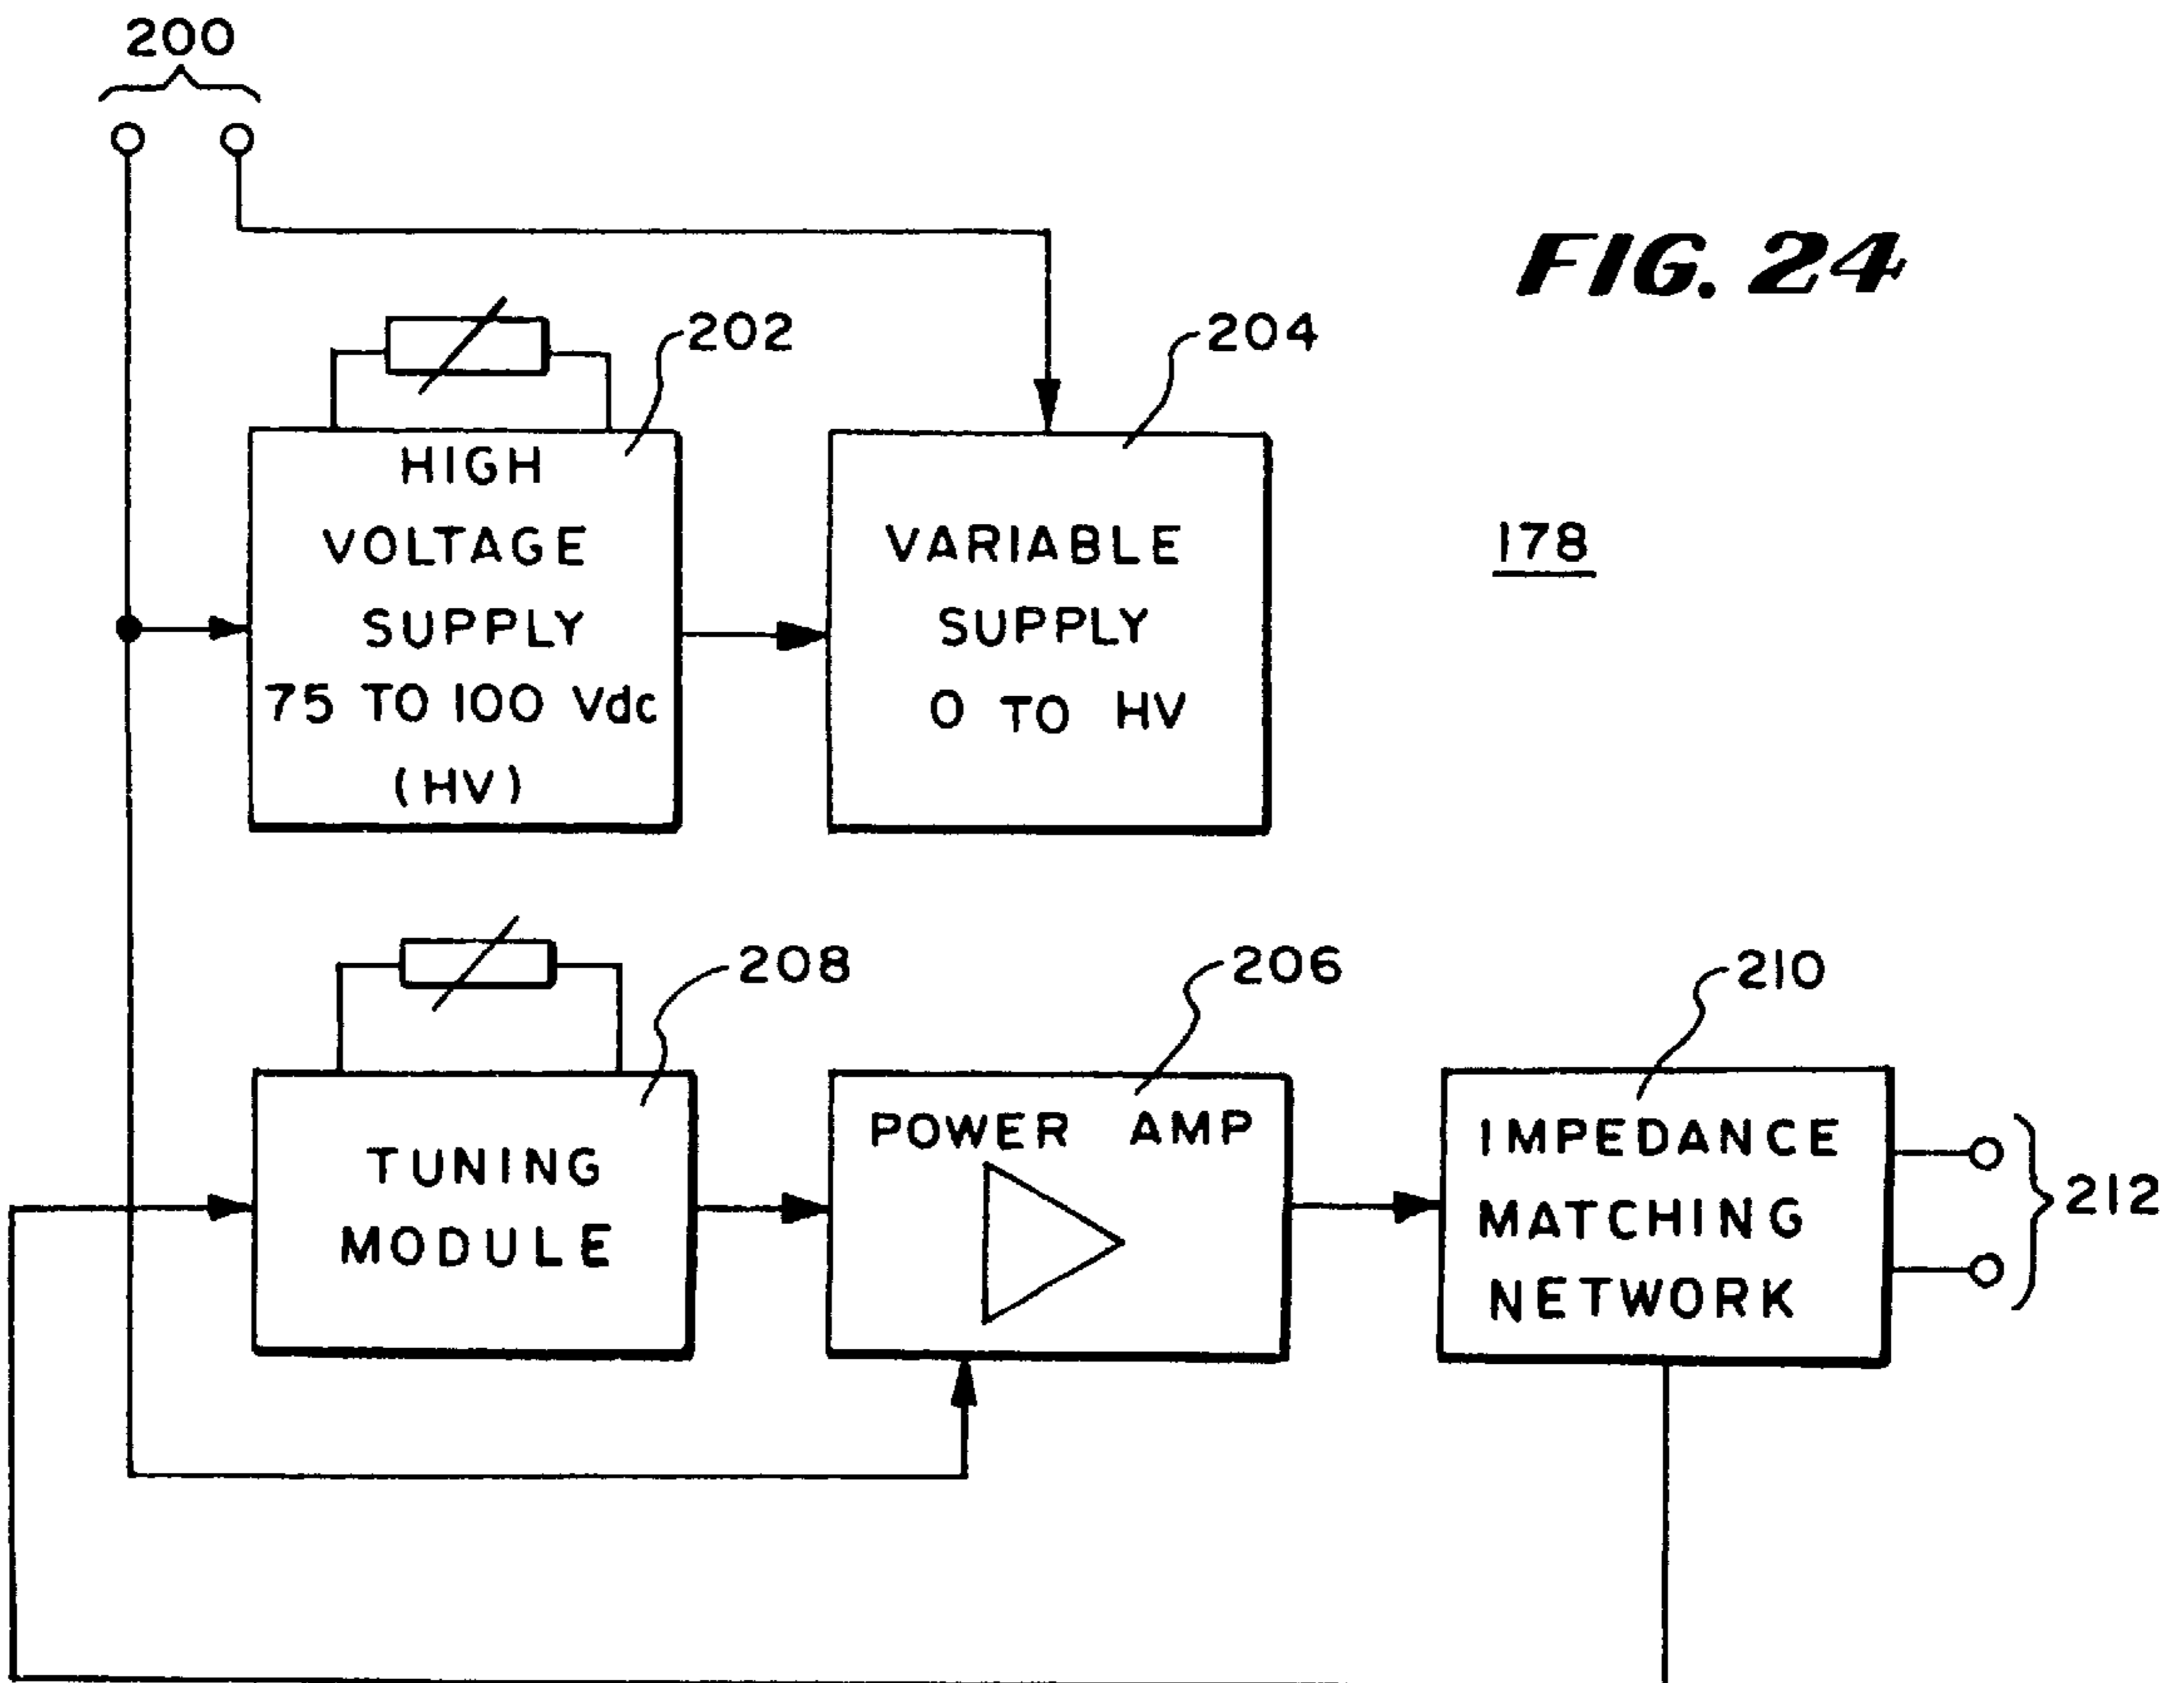 200
FIG. 24
202
204
HIGH
VOLTAGE
SUPPLY
75 TO 100 Vdc
(HV)
VARIABLE
SUPPLY
0 TO HV
178
208
206
210
TUNING
MODULE
POWER AMP
IMPEDANCE
MATCHING
NETWORK
212